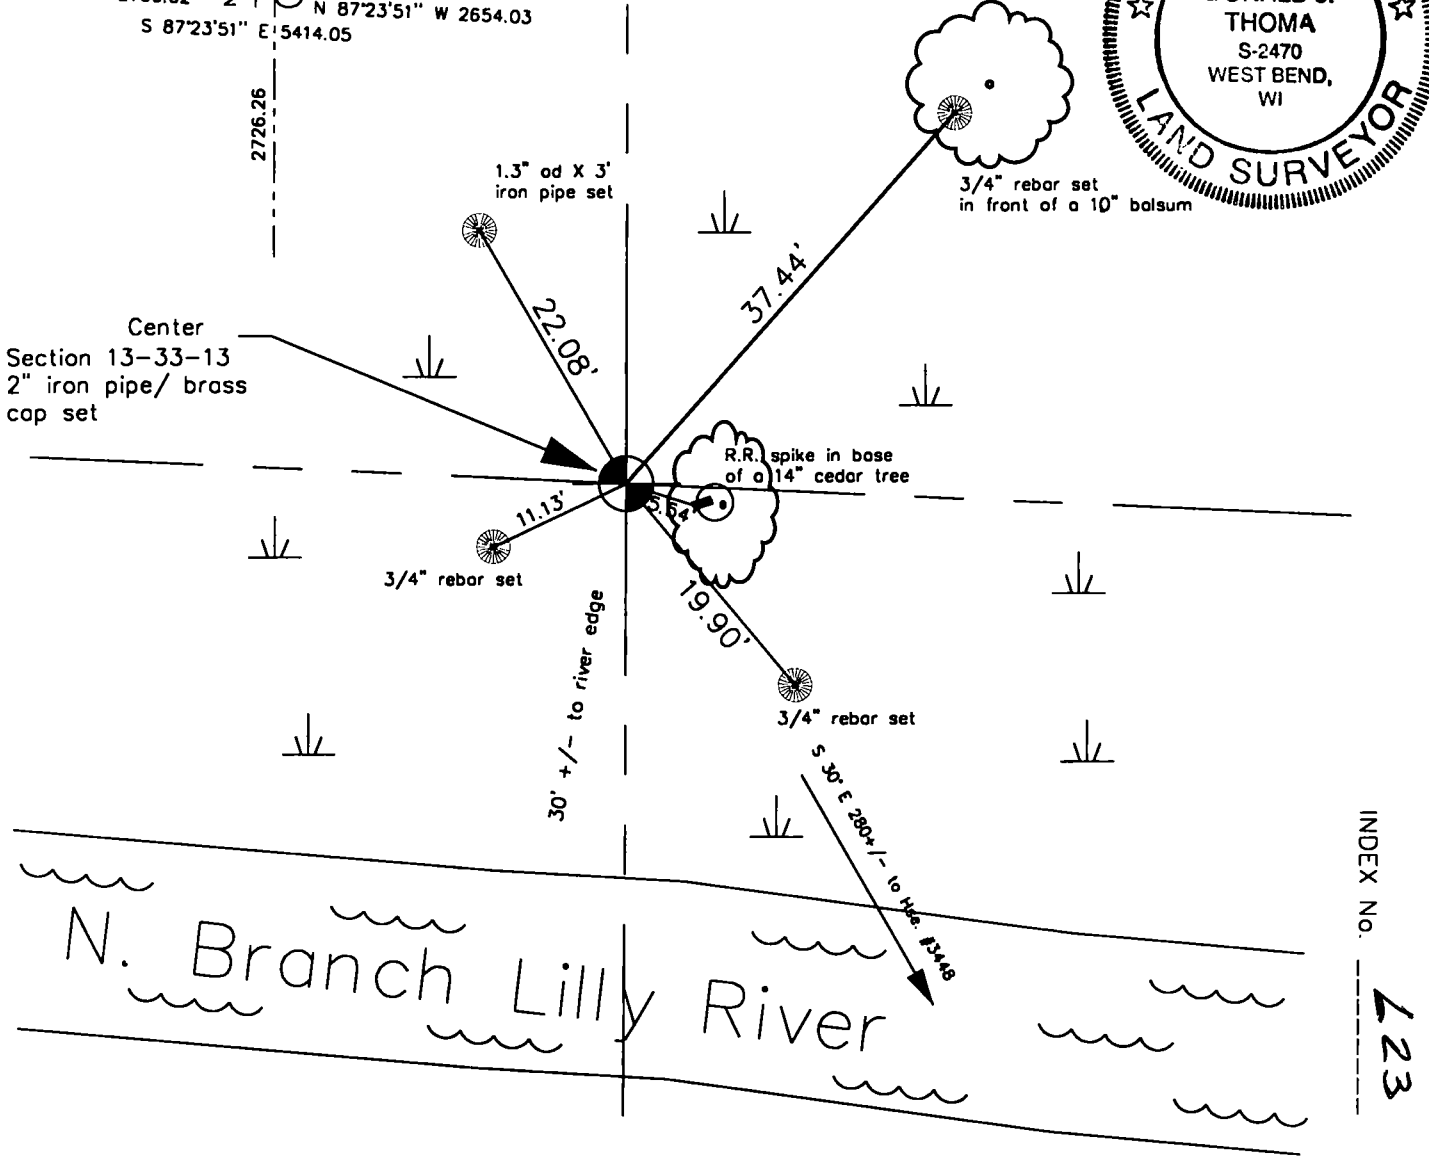 N 87°23'51" W 2654.03
S 87°23'51" E 5414.05
2726.26
THOMA
S-2470
WEST BEND,
WI
LAND SURVEYOR
1.3" od X 3'
iron pipe set
3/4" rebar set
in front of a 10" balsum
37.44'
22.08'
Center
Section 13-33-13
2" iron pipe/ brass
cap set
R.R. spike in base
of a 14" cedar tree
11.13'
5.54'
3/4" rebar set
19.90'
30' +/- to river edge
3/4" rebar set
S 30° E 280+/- to Hse. #3448
INDEX No.
L23
N. Branch Lilly River